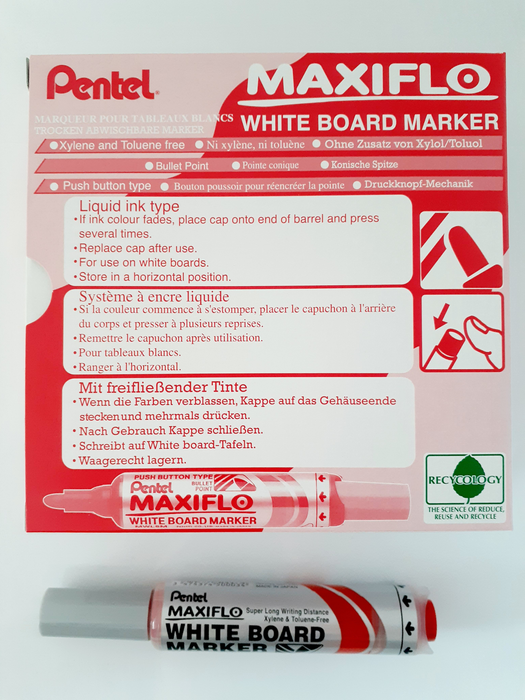 Pentel®
MAXIFLO
MARQUEUR POUR TABLEAUX BLANCS
TROCKEN ABWISCHBARE MARKER
WHITE BOARD MARKER
● Xylene and Toluene free ● Ni xylène, ni toluène ● Ohne Zusatz von Xylol/Toluol
● Bullet Point ● Pointe conique ● Konische Spitze
● Push button type ● Bouton poussoir pour réencréer la pointe ● Druckknopf-Mechanik
Liquid ink type
• If ink colour fades, place cap onto end of barrel and press
several times.
• Replace cap after use.
• For use on white boards.
• Store in a horizontal position.
Système à encre liquide
• Si la couleur commence à s'estomper, placer le capuchon à l'arrière
du corps et presser à plusieurs reprises.
• Remettre le capuchon après utilisation.
• Pour tableaux blancs.
• Ranger à l'horizontal.
Mit freifließender Tinte
• Wenn die Farben verblassen, Kappe auf das Gehäuseende
stecken und mehrmals drücken.
• Nach Gebrauch Kappe schließen.
• Schreibt auf White board-Tafeln.
• Waagerecht lagern.
PUSH BUTTON TYPE
Pentel BULLET
POINT
MAXIFLO
WHITE BOARD MARKER
RECYCOLOGY
THE SCIENCE OF REDUCE,
REUSE AND RECYCLE
Pentel
MAXIFLO Super Long Writing Distance
Xylene & Toluene-Free
WHITE BOARD
MARKER